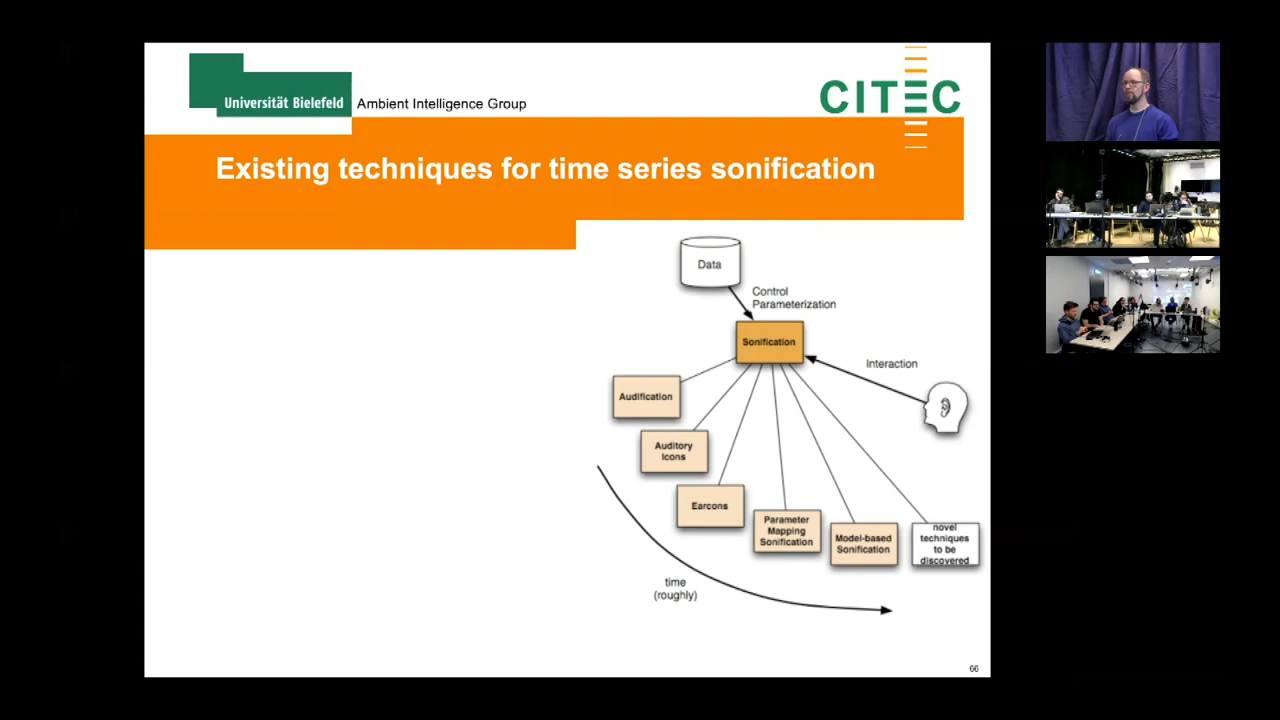 Universität Bielefeld
Ambient Intelligence Group
CITEC
Existing techniques for time series sonification
Data
Control
Parameterization
Sonification
Interaction
Audification
Auditory
Icons
Earcons
Parameter
Mapping
Sonification
Model-based
Sonification
novel
techniques
to be
discovered
time
(roughly)
66